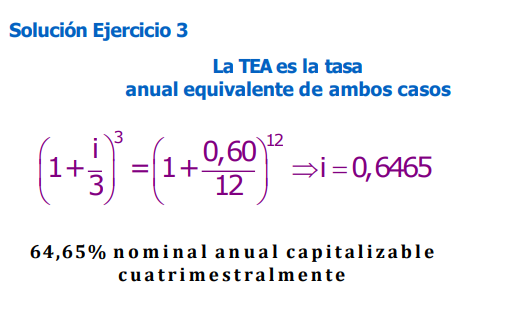 Solución Ejercicio 3
La TEA es la tasa
anual equivalente de ambos casos
(1+i/3)^3=(1+0,60/12)^12⇒i=0,6465
64,65% nominal anual capitalizable
cuatrimestralmente